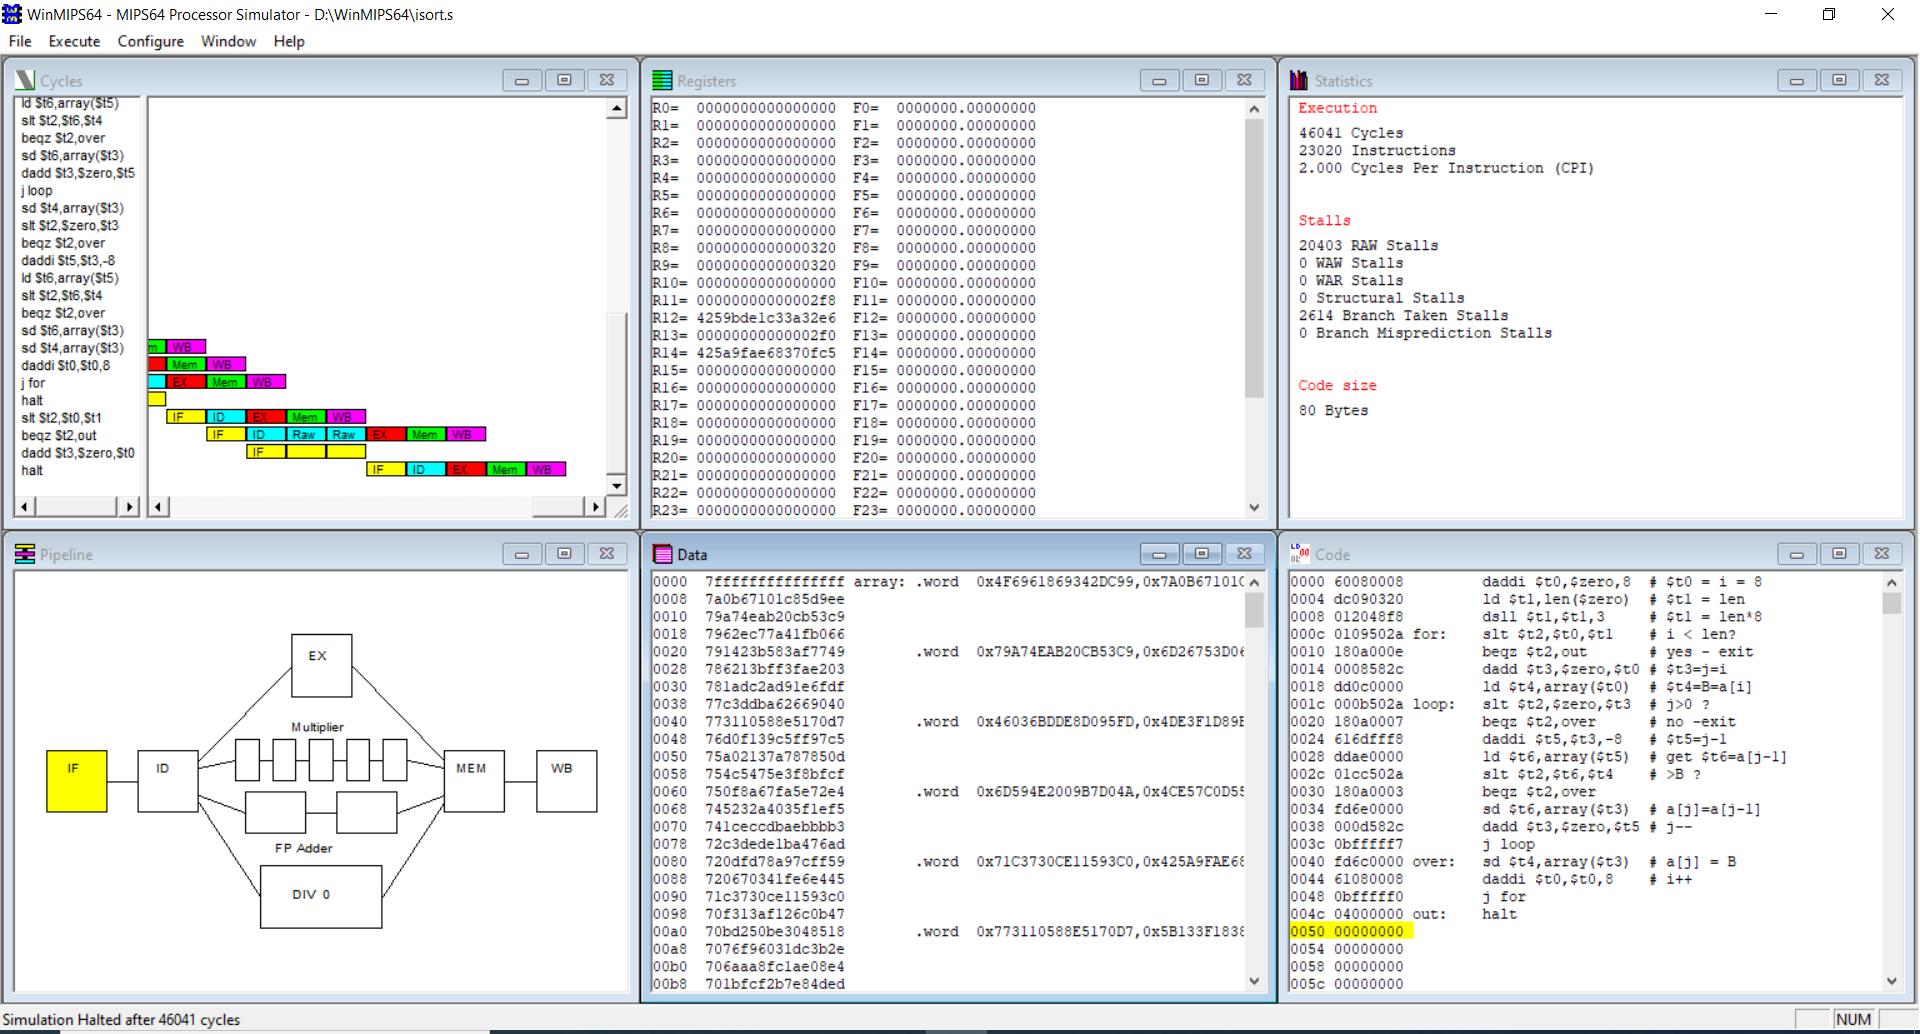 WinMIPS64 - MIPS64 Processor Simulator - D:\WinMIPS64\isort.s
File Execute Configure Window Help
Cycles
ld $t6,array($t5)
slt $t2,$t6,$t4
beqz $t2,over
sd $t6,array($t3)
dadd $t3,$zero,$t5
j loop
sd $t4,array($t3)
slt $t2,$zero,$t3
beqz $t2,over
daddi $t5,$t3,-8
ld $t6,array($t5)
slt $t2,$t6,$t4
beqz $t2,over
sd $t6,array($t3)
sd $t4,array($t3)
daddi $t0,$t0,8
j for
halt
slt $t2,$t0,$t1
beqz $t2,out
dadd $t3,$zero,$t0
halt
m WB
Mem WB
EX Mem WB
IF ID EX Mem WB
IF ID Raw Raw EX Mem WB
IF
IF ID EX Mem WB
Registers
R0= 0000000000000000 F0= 0000000.00000000
R1= 0000000000000000 F1= 0000000.00000000
R2= 0000000000000000 F2= 0000000.00000000
R3= 0000000000000000 F3= 0000000.00000000
R4= 0000000000000000 F4= 0000000.00000000
R5= 0000000000000000 F5= 0000000.00000000
R6= 0000000000000000 F6= 0000000.00000000
R7= 0000000000000000 F7= 0000000.00000000
R8= 0000000000000320 F8= 0000000.00000000
R9= 0000000000000320 F9= 0000000.00000000
R10= 0000000000000000 F10= 0000000.00000000
R11= 00000000000002f8 F11= 0000000.00000000
R12= 4259bde1c33a32e6 F12= 0000000.00000000
R13= 00000000000002f0 F13= 0000000.00000000
R14= 425a9fae68370fc5 F14= 0000000.00000000
R15= 0000000000000000 F15= 0000000.00000000
R16= 0000000000000000 F16= 0000000.00000000
R17= 0000000000000000 F17= 0000000.00000000
R18= 0000000000000000 F18= 0000000.00000000
R19= 0000000000000000 F19= 0000000.00000000
R20= 0000000000000000 F20= 0000000.00000000
R21= 0000000000000000 F21= 0000000.00000000
R22= 0000000000000000 F22= 0000000.00000000
R23= 0000000000000000 F23= 0000000.00000000
Statistics
Execution
46041 Cycles
23020 Instructions
2.000 Cycles Per Instruction (CPI)
Stalls
20403 RAW Stalls
0 WAW Stalls
0 WAR Stalls
0 Structural Stalls
2614 Branch Taken Stalls
0 Branch Misprediction Stalls
Code size
80 Bytes
Pipeline
EX
Multiplier
IF ID MEM WB
FP Adder
DIV 0
Data
0000 7fffffffffffffff array: .word 0x4F6961869342DC99,0x7A0B67101C
0008 7a0b67101c85d9ee
0010 79a74eab20cb53c9
0018 7962ec77a41fb066
0020 791423b583af7749 .word 0x79A74EAB20CB53C9,0x6D26753D06
0028 786213bff3fae203
0030 781adc2ad91e6fdf
0038 77c3ddba62669040
0040 773110588e5170d7 .word 0x46036BDDE8D095FD,0x4DE3F1D89E
0048 76d0f139c5ff97c5
0050 75a02137a787850d
0058 754c5475e3f8bfcf
0060 750f8a67fa5e72e4 .word 0x6D594E2009B7D04A,0x4CE57C0D55
0068 745232a4035f1ef5
0070 741ceccdbaebbbb3
0078 72c3dede1ba476ad
0080 720dfd78a97cff59 .word 0x71C3730CE11593C0,0x425A9FAE68
0088 720670341fe6e445
0090 71c3730ce11593c0
0098 70f313af126c0b47
00a0 70bd250be3048518 .word 0x773110588E5170D7,0x5B133F1838
00a8 7076f96031dc3b2e
00b0 706aaa8fc1ae08e4
00b8 701bfcf2b7e84ded
Code
0000 60080008 daddi $t0,$zero,8 # $t0 = i = 8
0004 dc090320 ld $t1,len($zero) # $t1 = len
0008 012048f8 dsll $t1,$t1,3 # $t1 = len*8
000c 0109502a for: slt $t2,$t0,$t1 # i < len?
0010 180a000e beqz $t2,out # yes - exit
0014 0008582c dadd $t3,$zero,$t0 # $t3=j=i
0018 dd0c0000 ld $t4,array($t0) # $t4=B=a[i]
001c 000b502a loop: slt $t2,$zero,$t3 # j>0 ?
0020 180a0007 beqz $t2,over # no -exit
0024 616dfff8 daddi $t5,$t3,-8 # $t5=j-1
0028 ddae0000 ld $t6,array($t5) # get $t6=a[j-1]
002c 01cc502a slt $t2,$t6,$t4 # >B ?
0030 180a0003 beqz $t2,over
0034 fd6e0000 sd $t6,array($t3) # a[j]=a[j-1]
0038 000d582c dadd $t3,$zero,$t5 # j--
003c 0bfffff7 j loop
0040 fd6c0000 over: sd $t4,array($t3) # a[j] = B
0044 61080008 daddi $t0,$t0,8 # i++
0048 0bfffff0 j for
004c 04000000 out: halt
0050 00000000
0054 00000000
0058 00000000
005c 00000000
Simulation Halted after 46041 cycles
NUM